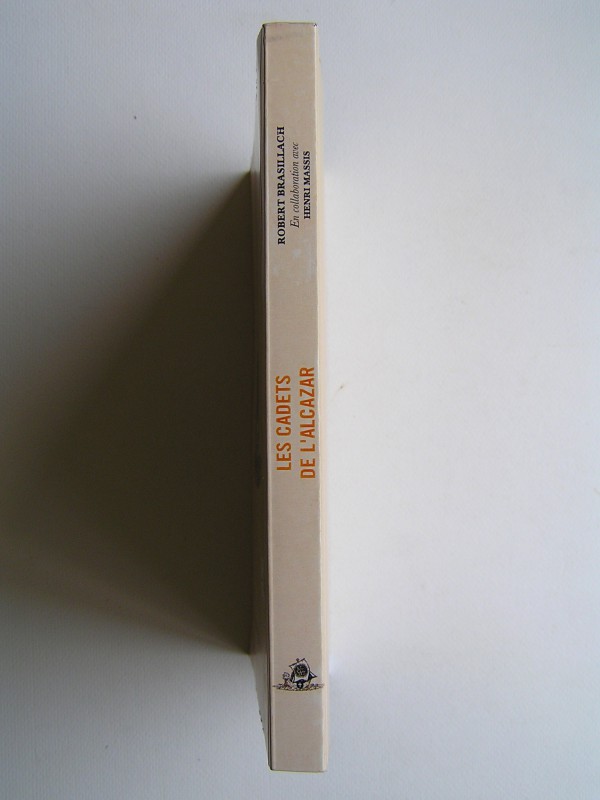 ROBERT BRASILLACH
En collaboration avec
HENRI MASSIS
LES CADETS
DE L'ALCAZAR